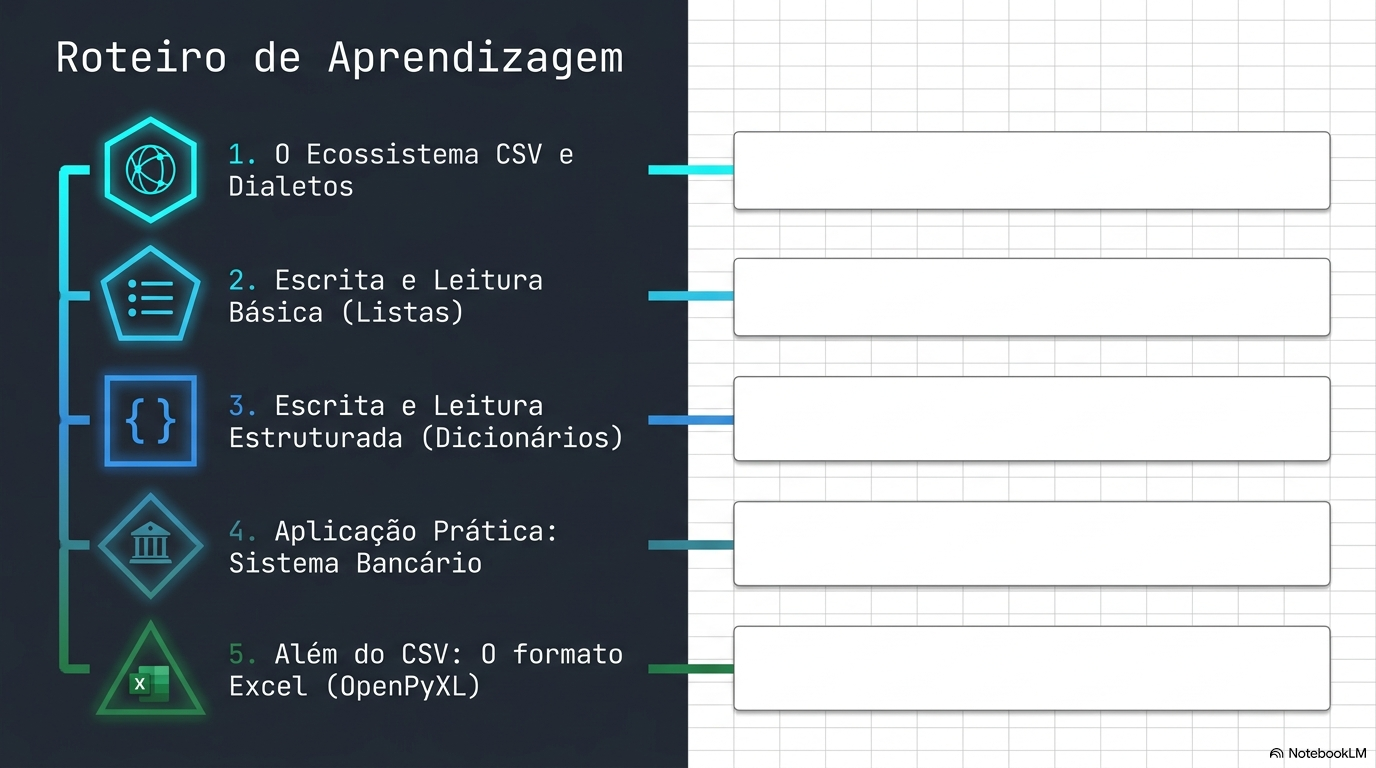 Roteiro de Aprendizagem
1. O Ecossistema CSV e
Dialetos
2. Escrita e Leitura
Básica (Listas)
{}
3. Escrita e Leitura
Estruturada (Dicionários)
4. Aplicação Prática:
Sistema Bancário
5. Além do CSV: O formato
Excel (OpenPyXL)
X
NotebookLM